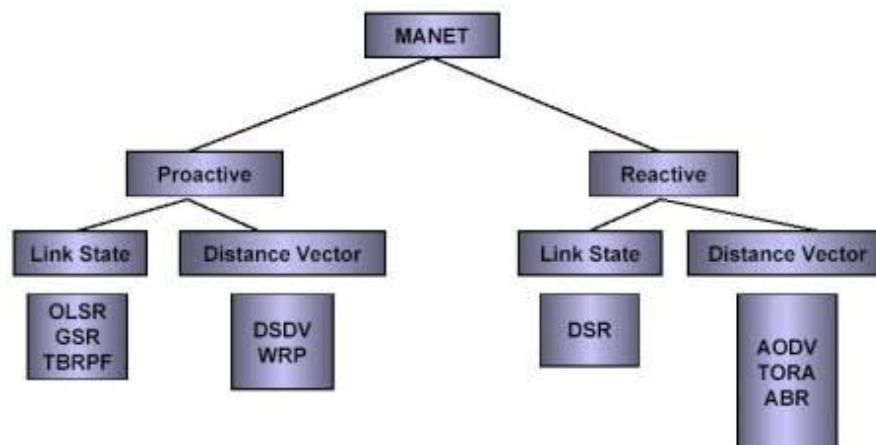 MANET
Proactive
Reactive
Link State
Distance Vector
Link State
Distance Vector
OLSR
GSR
TBRPF
DSDV
WRP
DSR
AODV
TORA
ABR